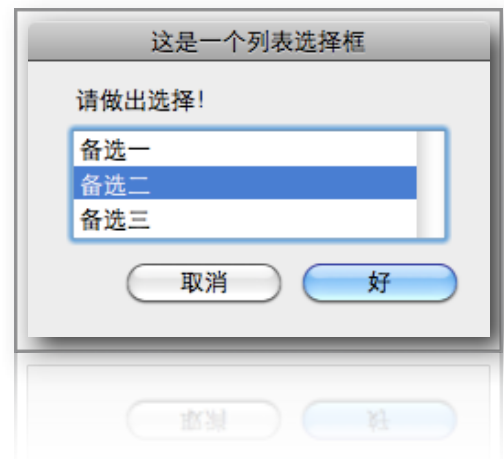 这是一个列表选择框
请做出选择！
备选一
备选二
备选三
取消 好